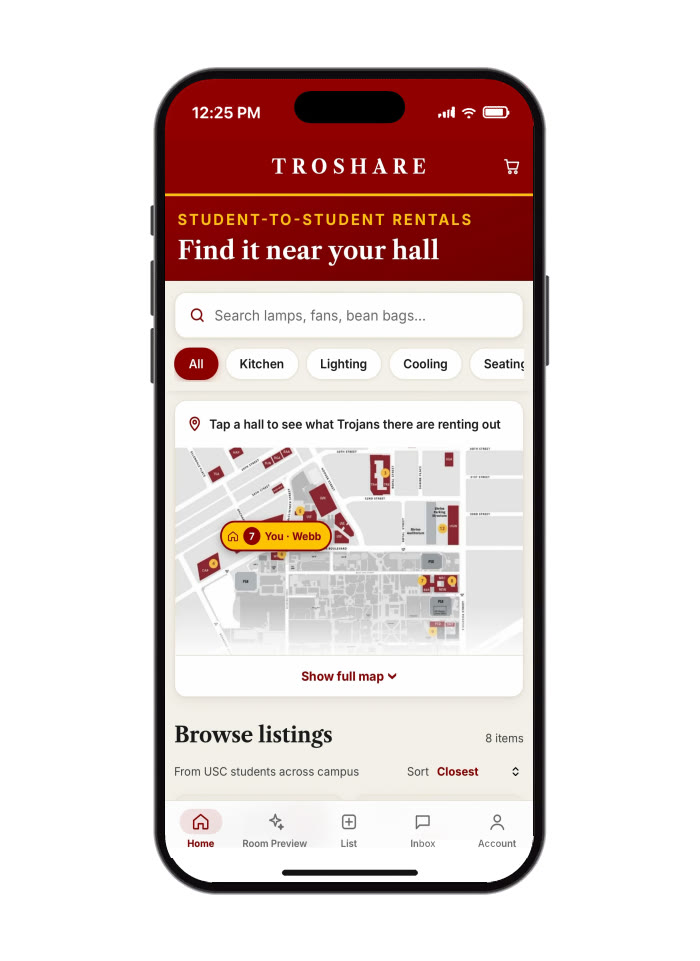 12:25 PM
TROSHARE
STUDENT-TO-STUDENT RENTALS
Find it near your hall
Search lamps, fans, bean bags...
All
Kitchen
Lighting
Cooling
Seating
Tap a hall to see what Trojans there are renting out
7 You · Webb
Show full map
Browse listings
8 items
From USC students across campus
Sort Closest
Home
Room Preview
List
Inbox
Account